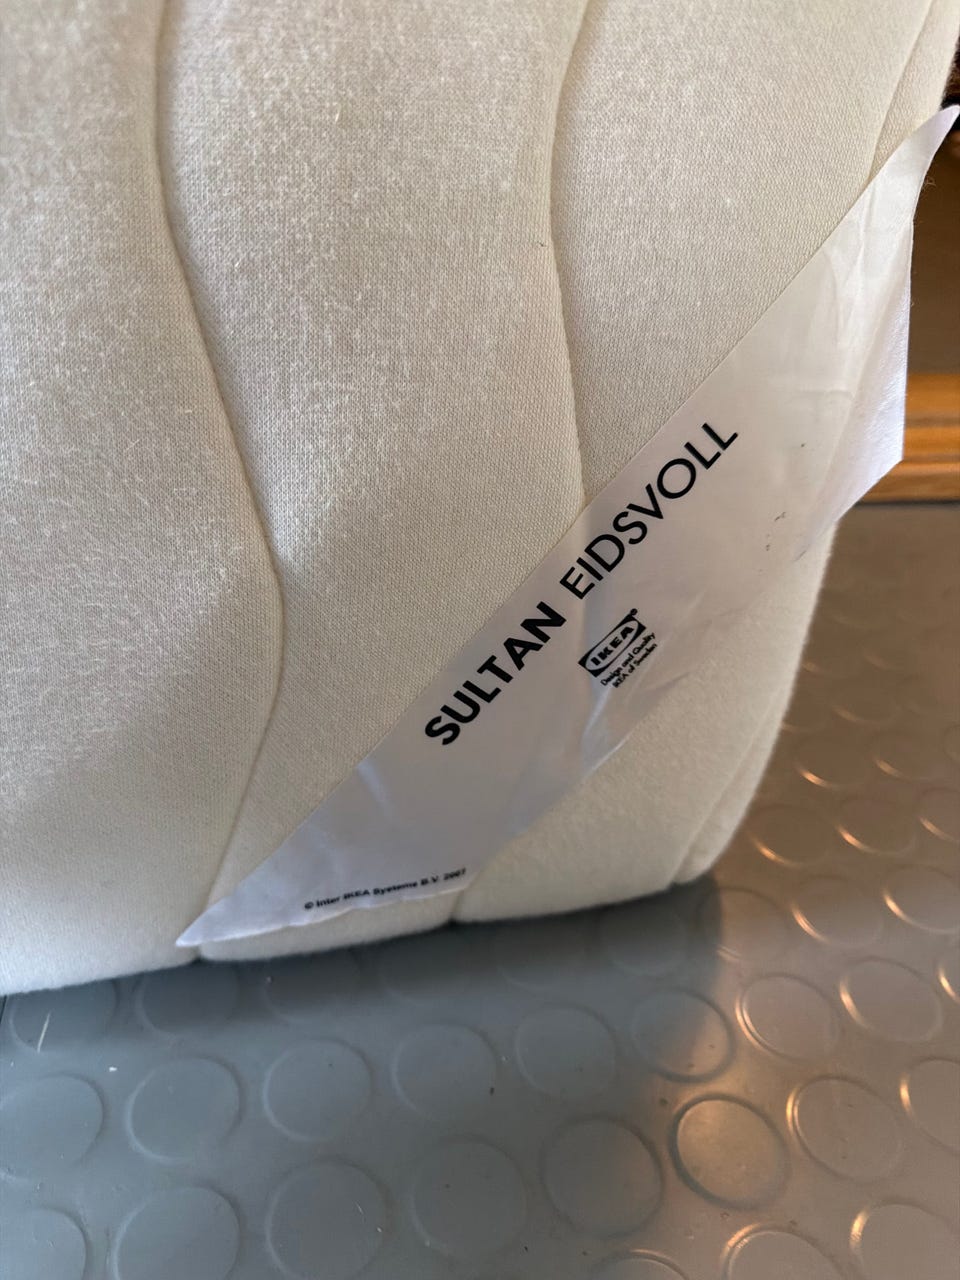 SULTAN EIDSVOLL
IKEA®
Design and Quality
IKEA of Sweden
© Inter IKEA Systems B.V. 2007